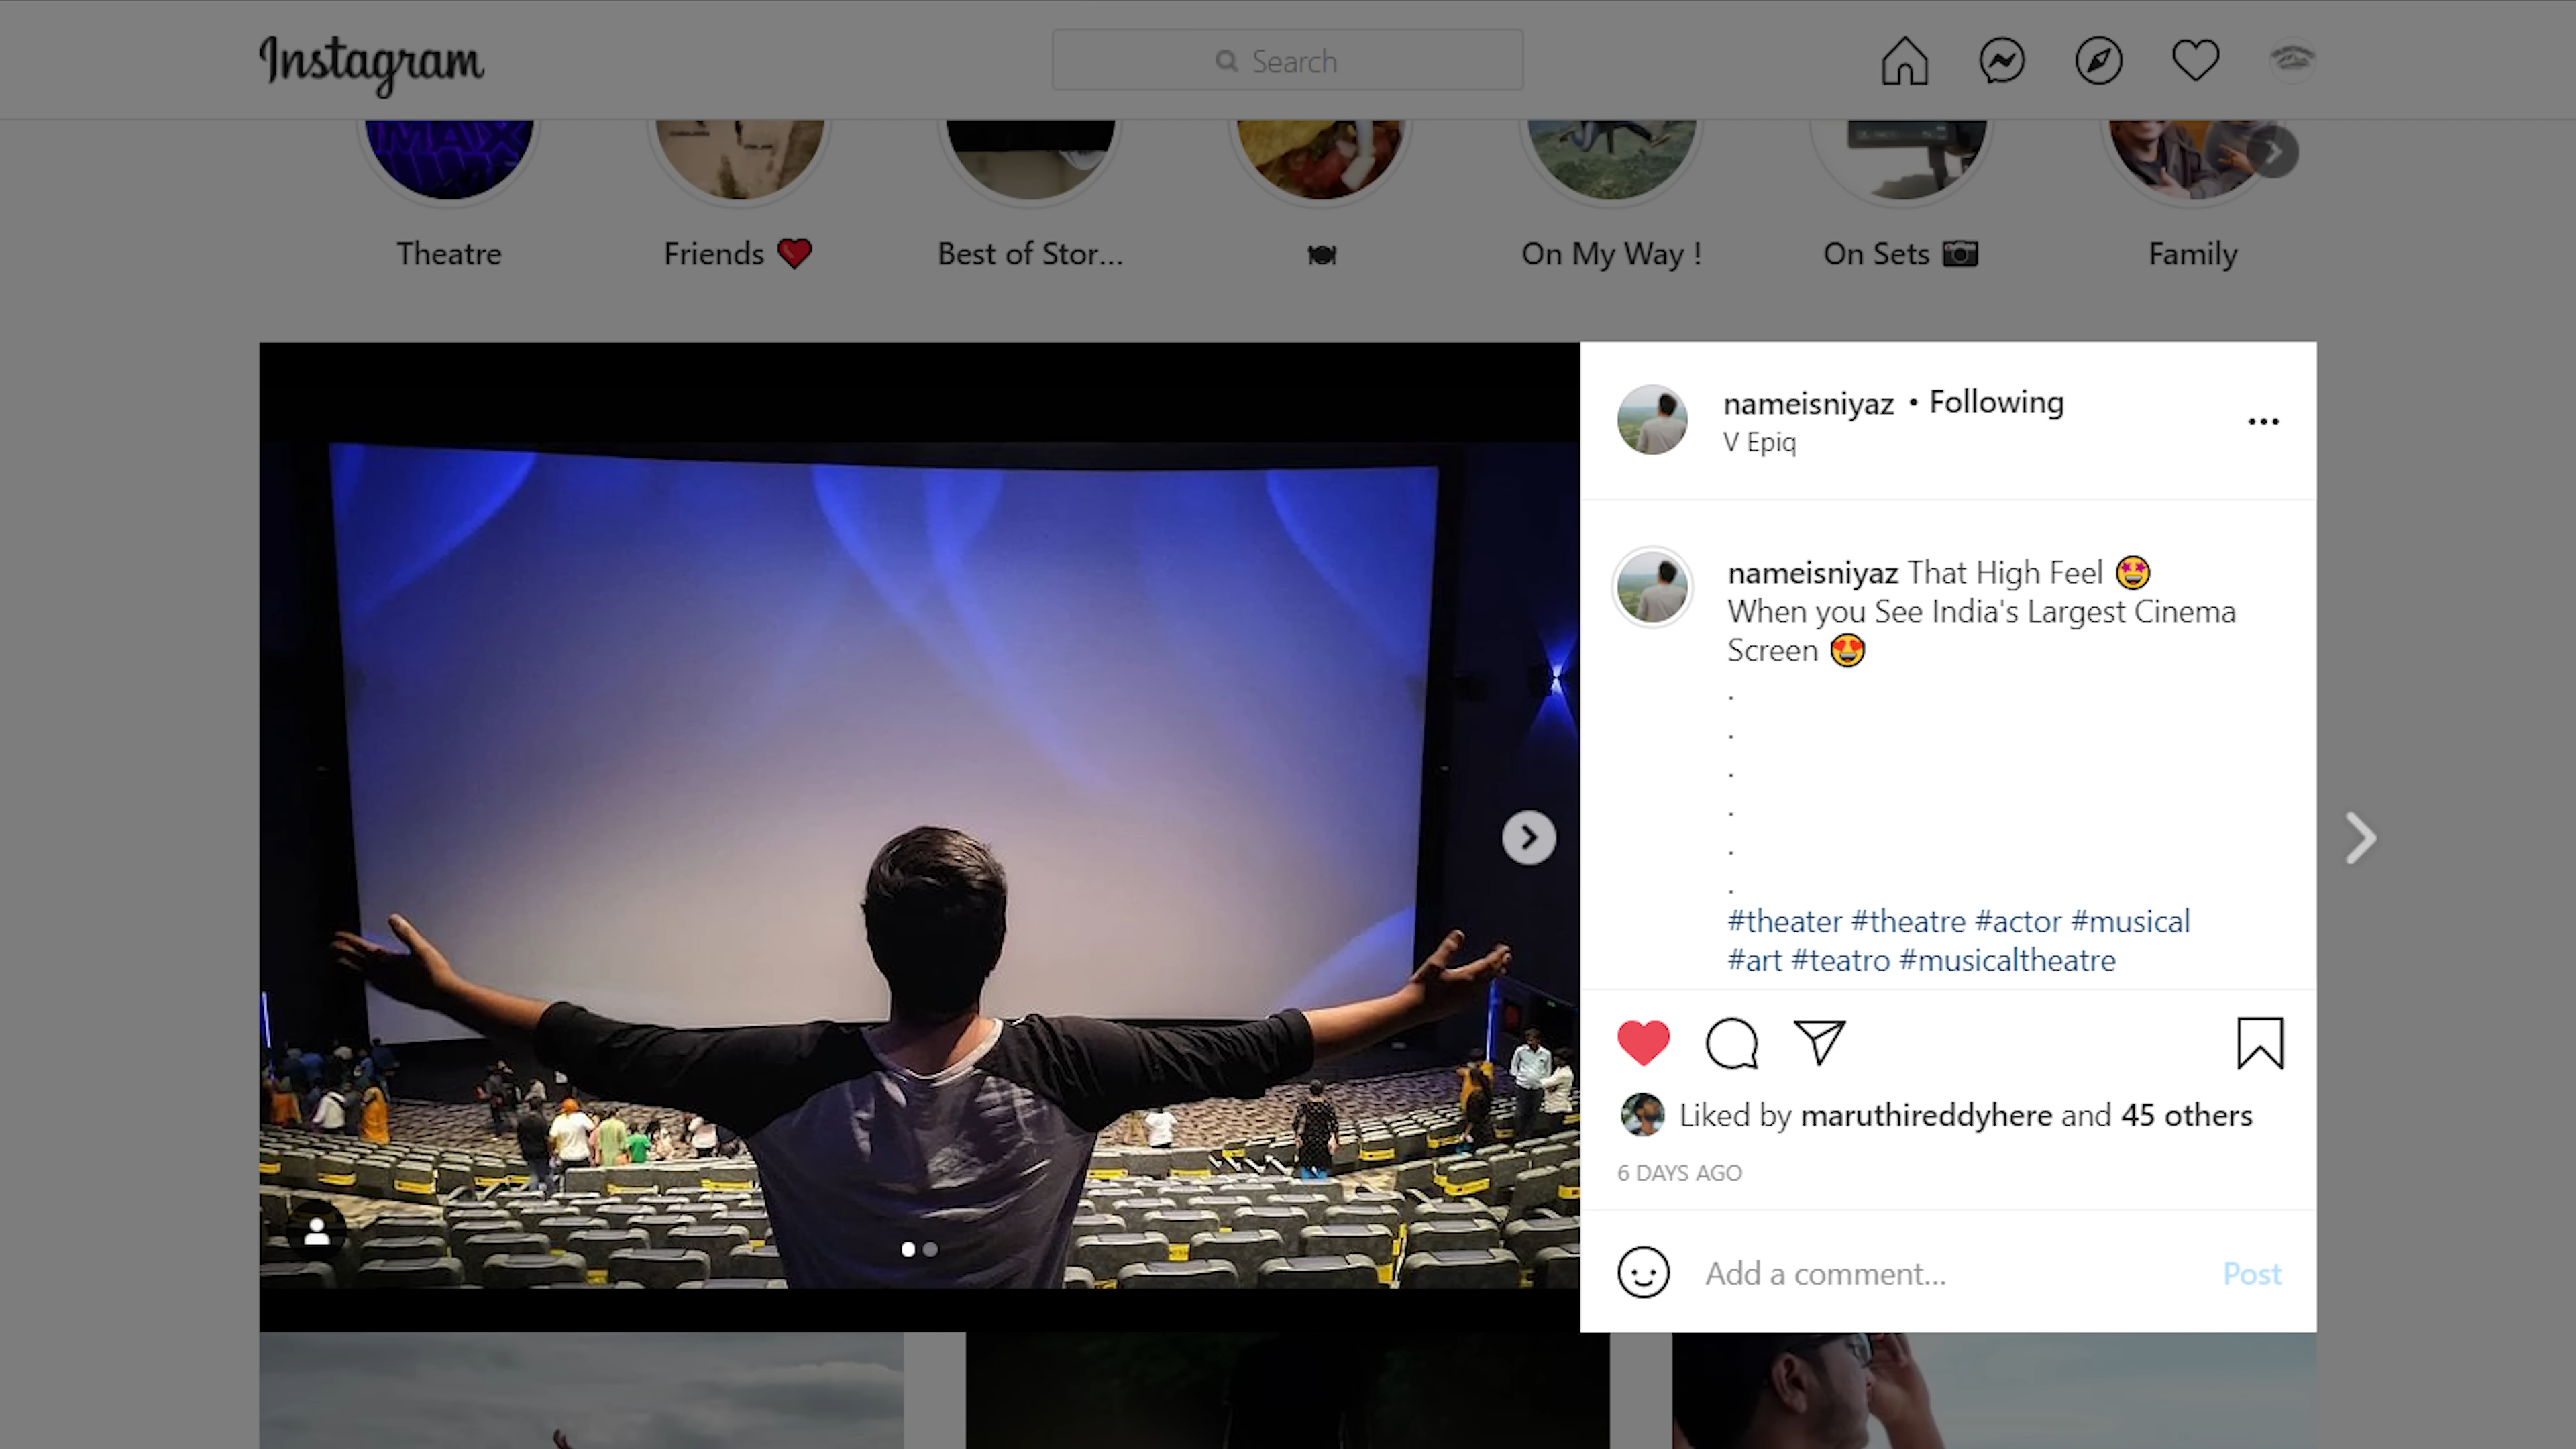 Instagram
Search
Theatre
Friends ❤️
Best of Stor...
🍽
On My Way !
On Sets 📷
Family
nameisniyaz • Following
V Epiq
nameisniyaz That High Feel 🤩
When you See India's Largest Cinema
Screen 😍
.
.
.
.
.
.
#theater #theatre #actor #musical
#art #teatro #musicaltheatre
Liked by maruthireddyhere and 45 others
6 DAYS AGO
Add a comment...
Post